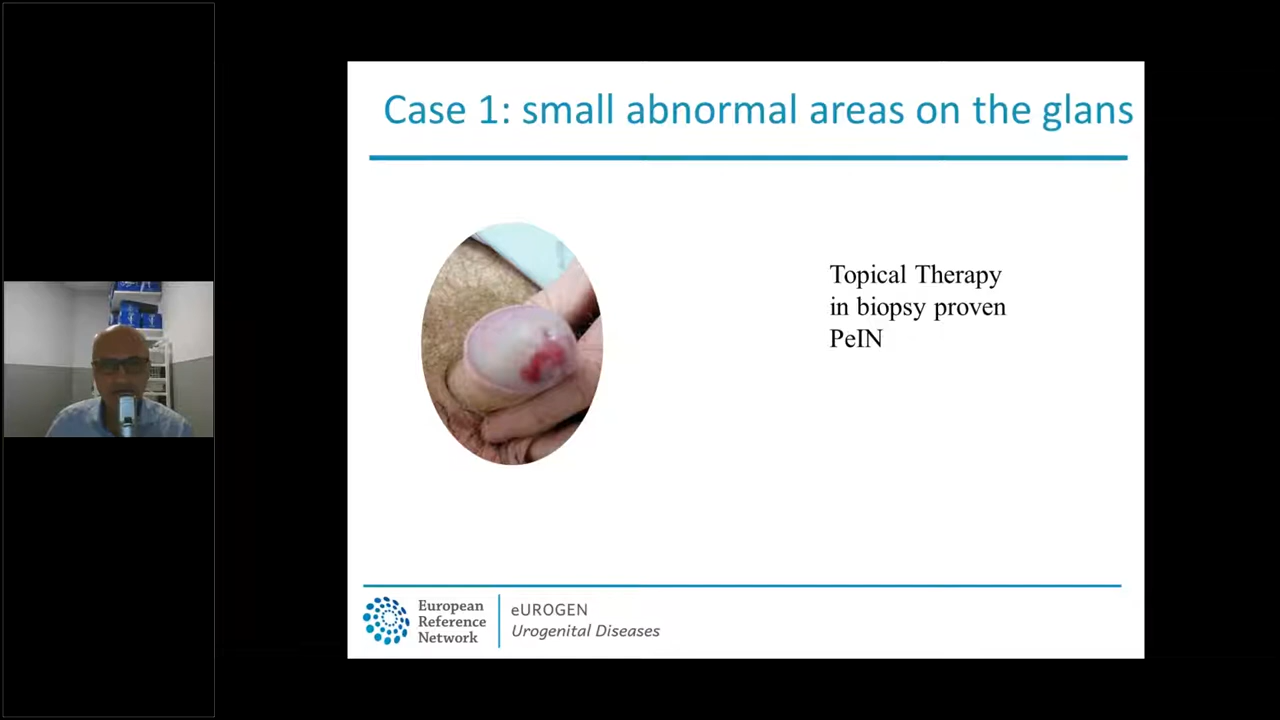 Case 1: small abnormal areas on the glans
Topical Therapy
in biopsy proven
PeIN
European
Reference
Network
eUROGEN
Urogenital Diseases